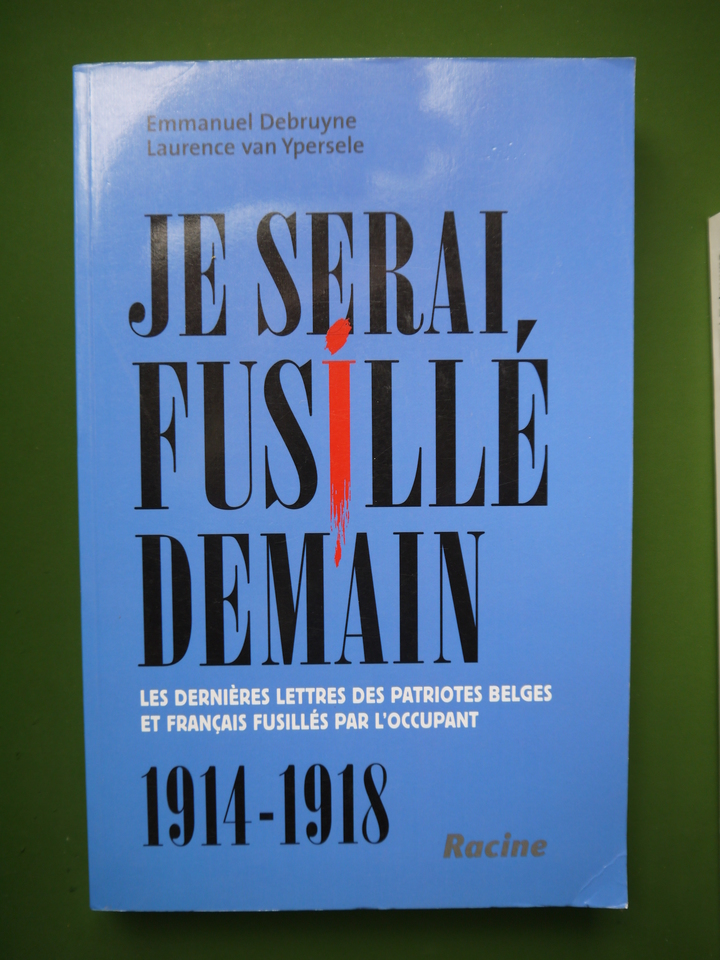 Emmanuel Debruyne
Laurence van Ypersele
JE SERAI
FUSILLÉ
DEMAIN
LES DERNIÈRES LETTRES DES PATRIOTES BELGES
ET FRANÇAIS FUSILLÉS PAR L'OCCUPANT
1914-1918
Racine